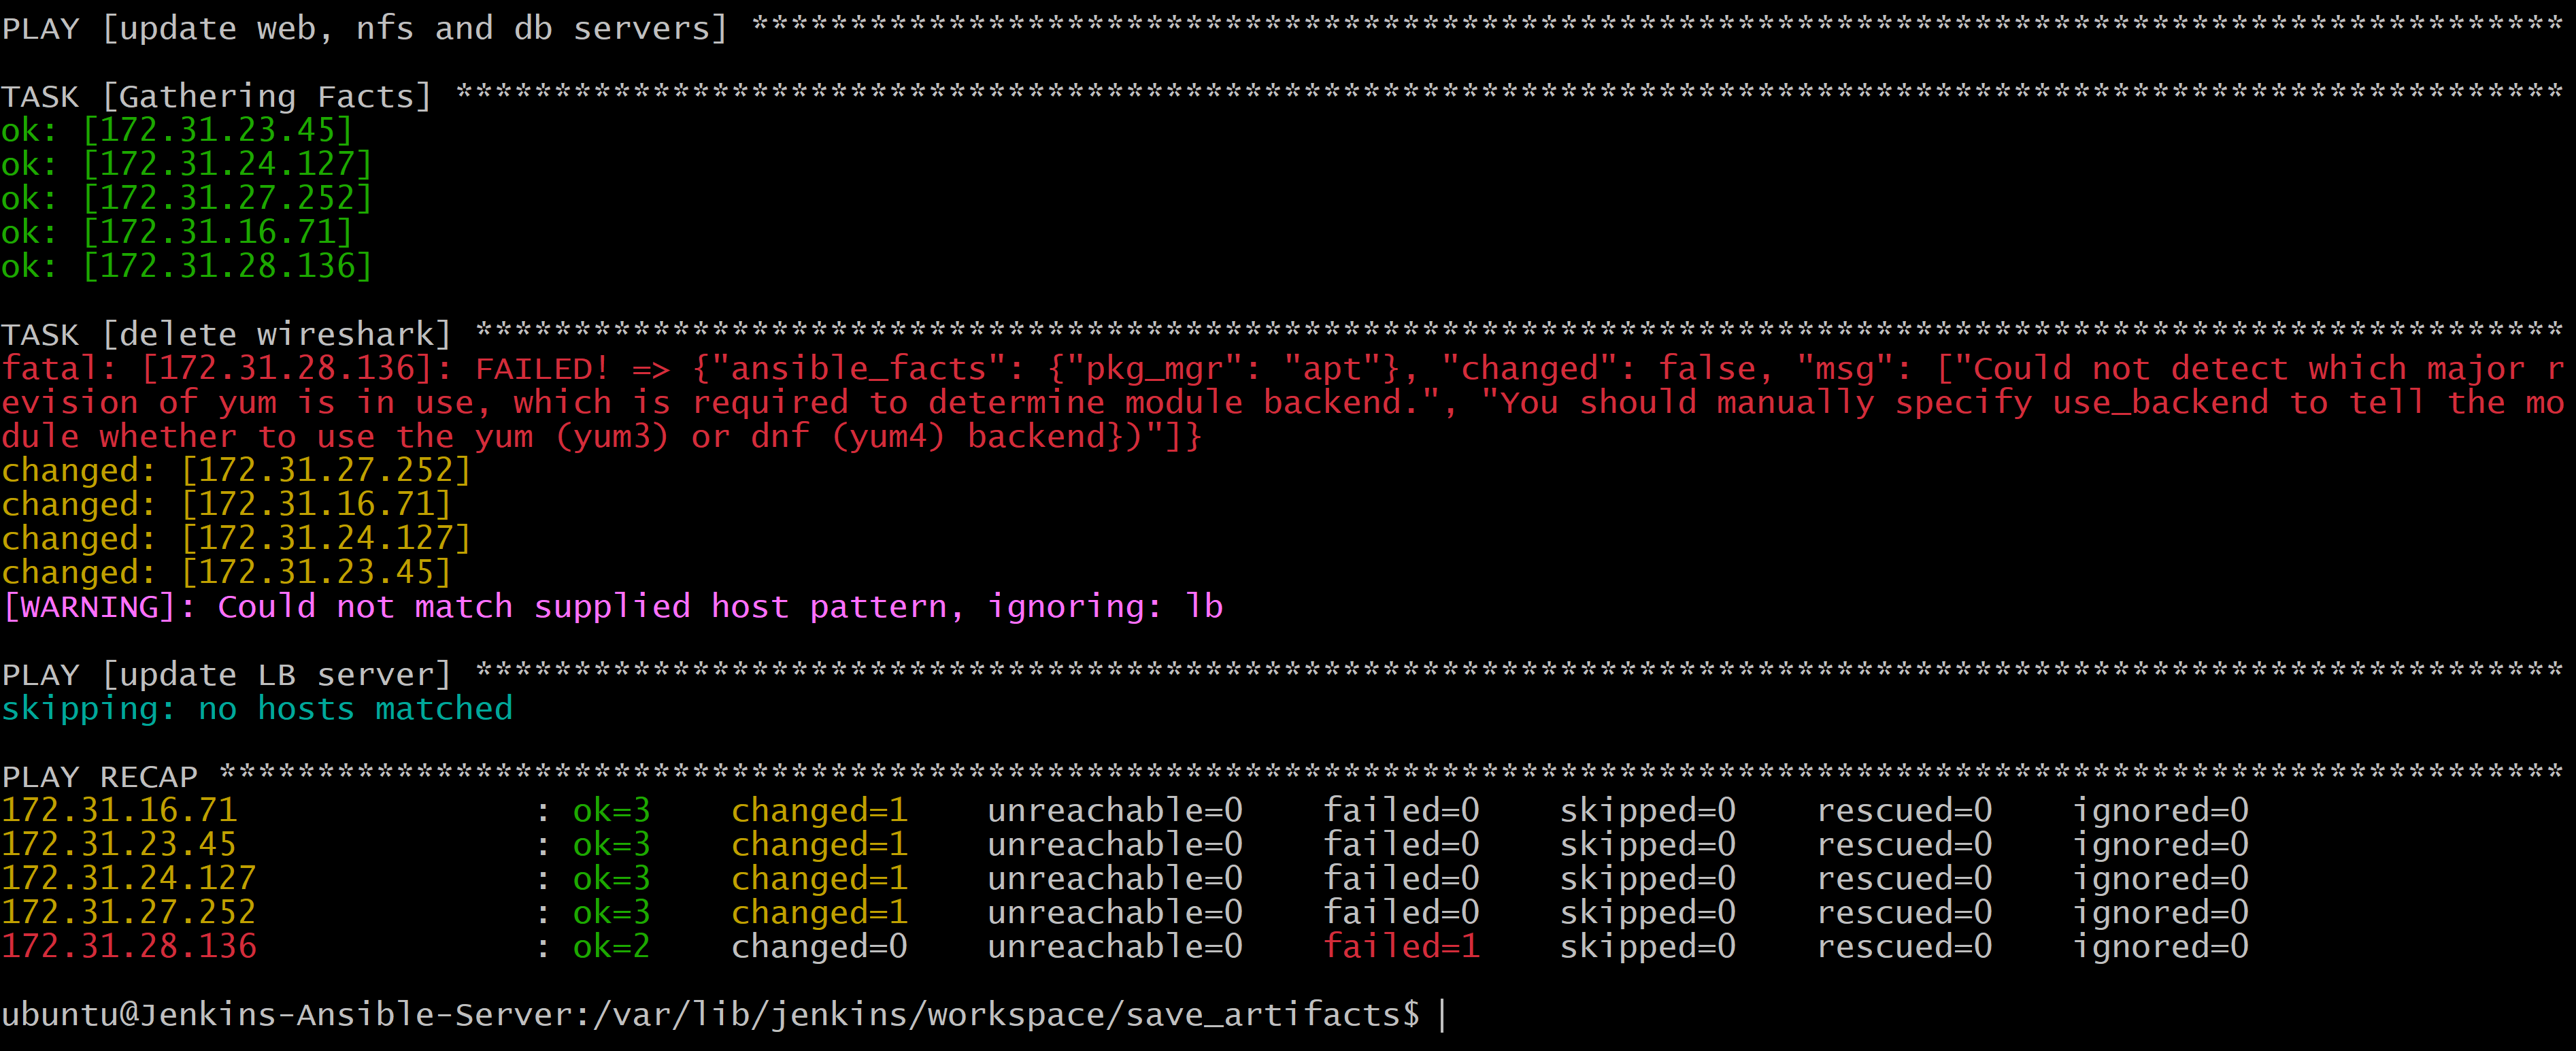 PLAY [update web, nfs and db servers] ********************************************************************************************
TASK [Gathering Facts] ***********************************************************************************************************
ok: [172.31.23.45]
ok: [172.31.24.127]
ok: [172.31.27.252]
ok: [172.31.16.71]
ok: [172.31.28.136]
TASK [delete wireshark] **********************************************************************************************************
fatal: [172.31.28.136]: FAILED! => {"ansible_facts": {"pkg_mgr": "apt"}, "changed": false, "msg": ["Could not detect which major r
evision of yum is in use, which is required to determine module backend.", "You should manually specify use_backend to tell the mo
dule whether to use the yum (yum3) or dnf (yum4) backend})"]}
changed: [172.31.27.252]
changed: [172.31.16.71]
changed: [172.31.24.127]
changed: [172.31.23.45]
[WARNING]: Could not match supplied host pattern, ignoring: lb
PLAY [update LB server] **********************************************************************************************************
skipping: no hosts matched
PLAY RECAP ***********************************************************************************************************************
172.31.16.71               : ok=3    changed=1    unreachable=0    failed=0    skipped=0    rescued=0    ignored=0
172.31.23.45               : ok=3    changed=1    unreachable=0    failed=0    skipped=0    rescued=0    ignored=0
172.31.24.127              : ok=3    changed=1    unreachable=0    failed=0    skipped=0    rescued=0    ignored=0
172.31.27.252              : ok=3    changed=1    unreachable=0    failed=0    skipped=0    rescued=0    ignored=0
172.31.28.136              : ok=2    changed=0    unreachable=0    failed=1    skipped=0    rescued=0    ignored=0
ubuntu@Jenkins-Ansible-Server:/var/lib/jenkins/workspace/save_artifacts$